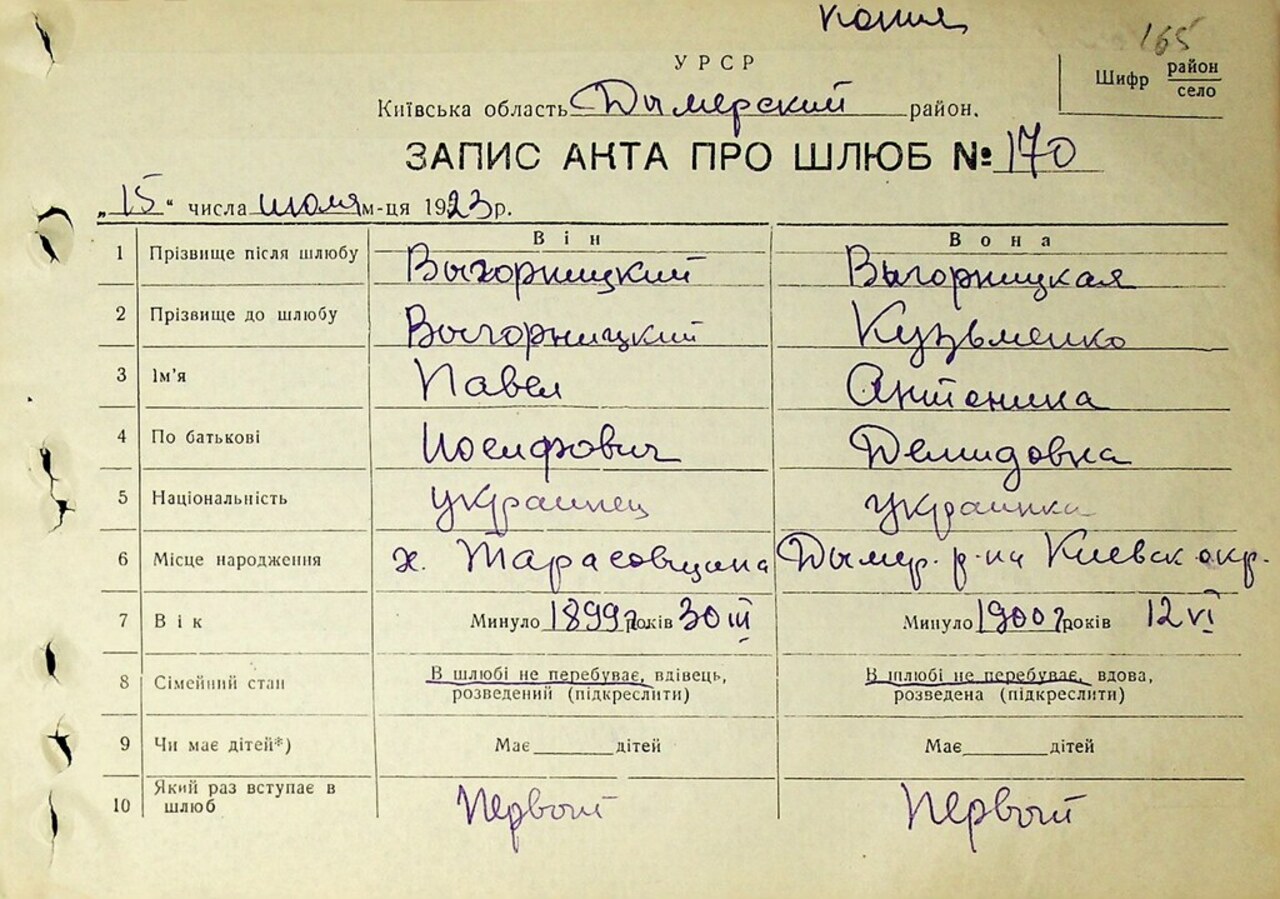 копия
165
УРСР
Шифр район
село
Київська область Дымерский район.
ЗАПИС АКТА ПРО ШЛЮБ № 170
„15“ числа июля м-ця 1923 р.
Він Вона
1 Прізвище після шлюбу Выгорницкий Выгорницкая
2 Прізвище до шлюбу Выгорницкий Кузьменко
3 Ім'я Павел Антонина
4 По батькові Иосифович Демидовна
5 Національність украинец украинка
6 Місце народження х. Тарасовщина Дымер. р-на Киевск окр.
7 Вік Минуло 1899 г років 30 III Минуло 1900 г років 12 VI
8 Сімейний стан В шлюбі не перебуває, вдівець, В шлюбі не перебуває, вдова,
розведений (підкреслити) розведена (підкреслити)
9 Чи має дітей*) Має дітей Має дітей
10 Який раз вступає в шлюб Первый Первый